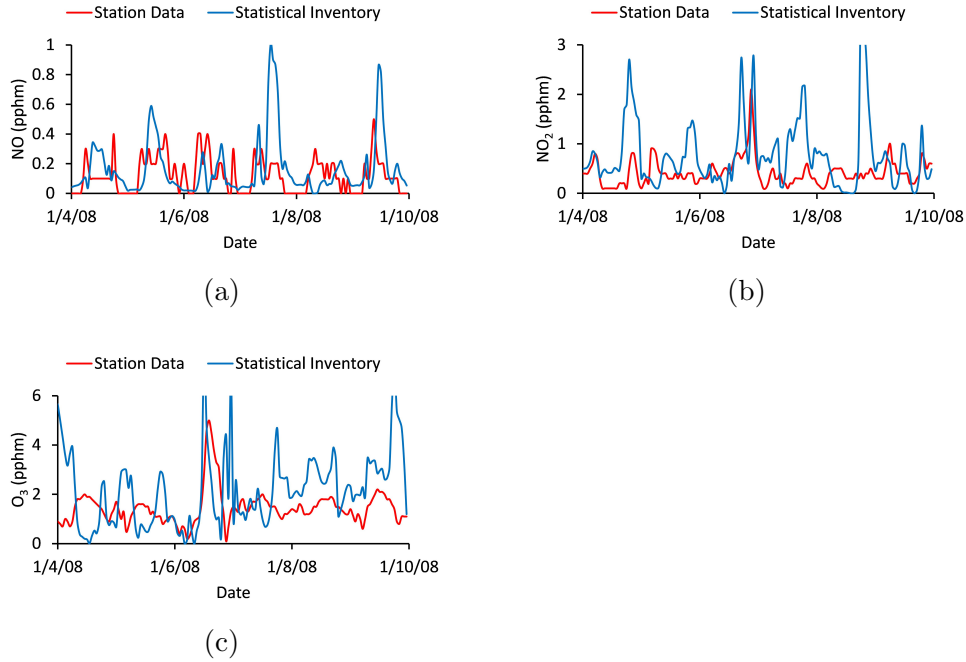 Station Data Statistical Inventory
1
0.8
0.6
0.4
0.2
0
NO (pphm)
1/4/08 1/6/08 1/8/08 1/10/08
Date
(a)
Station Data Statistical Inventory
3
2
1
0
NO2 (pphm)
1/4/08 1/6/08 1/8/08 1/10/08
Date
(b)
Station Data Statistical Inventory
6
4
2
0
O3 (pphm)
1/4/08 1/6/08 1/8/08 1/10/08
Date
(c)